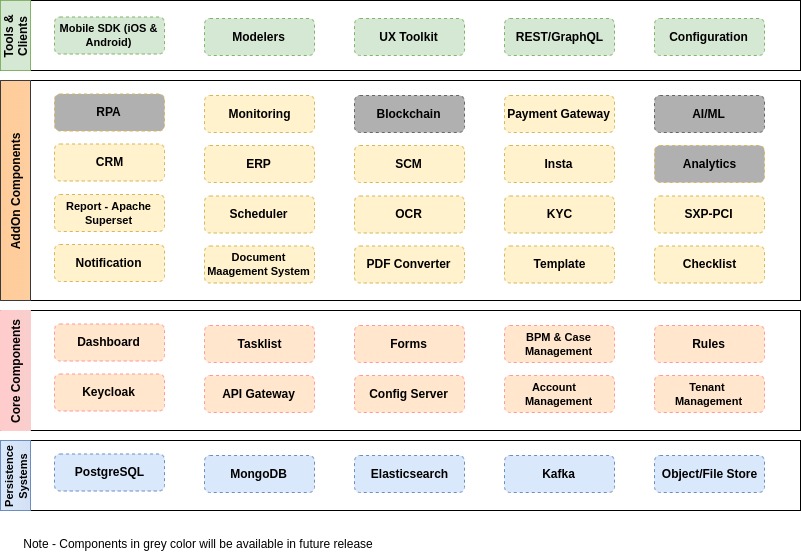 Tools &
Clients
Mobile SDK (iOS &
Android)
Modelers
UX Toolkit
REST/GraphQL
Configuration
AddOn Components
RPA
Monitoring
Blockchain
Payment Gateway
AI/ML
CRM
ERP
SCM
Insta
Analytics
Report - Apache
Superset
Scheduler
OCR
KYC
SXP-PCI
Notification
Document
Maagement System
PDF Converter
Template
Checklist
Core Components
Dashboard
Tasklist
Forms
BPM & Case
Management
Rules
Keycloak
API Gateway
Config Server
Account
Management
Tenant
Management
Persistence
Systems
PostgreSQL
MongoDB
Elasticsearch
Kafka
Object/File Store
Note - Components in grey color will be available in future release